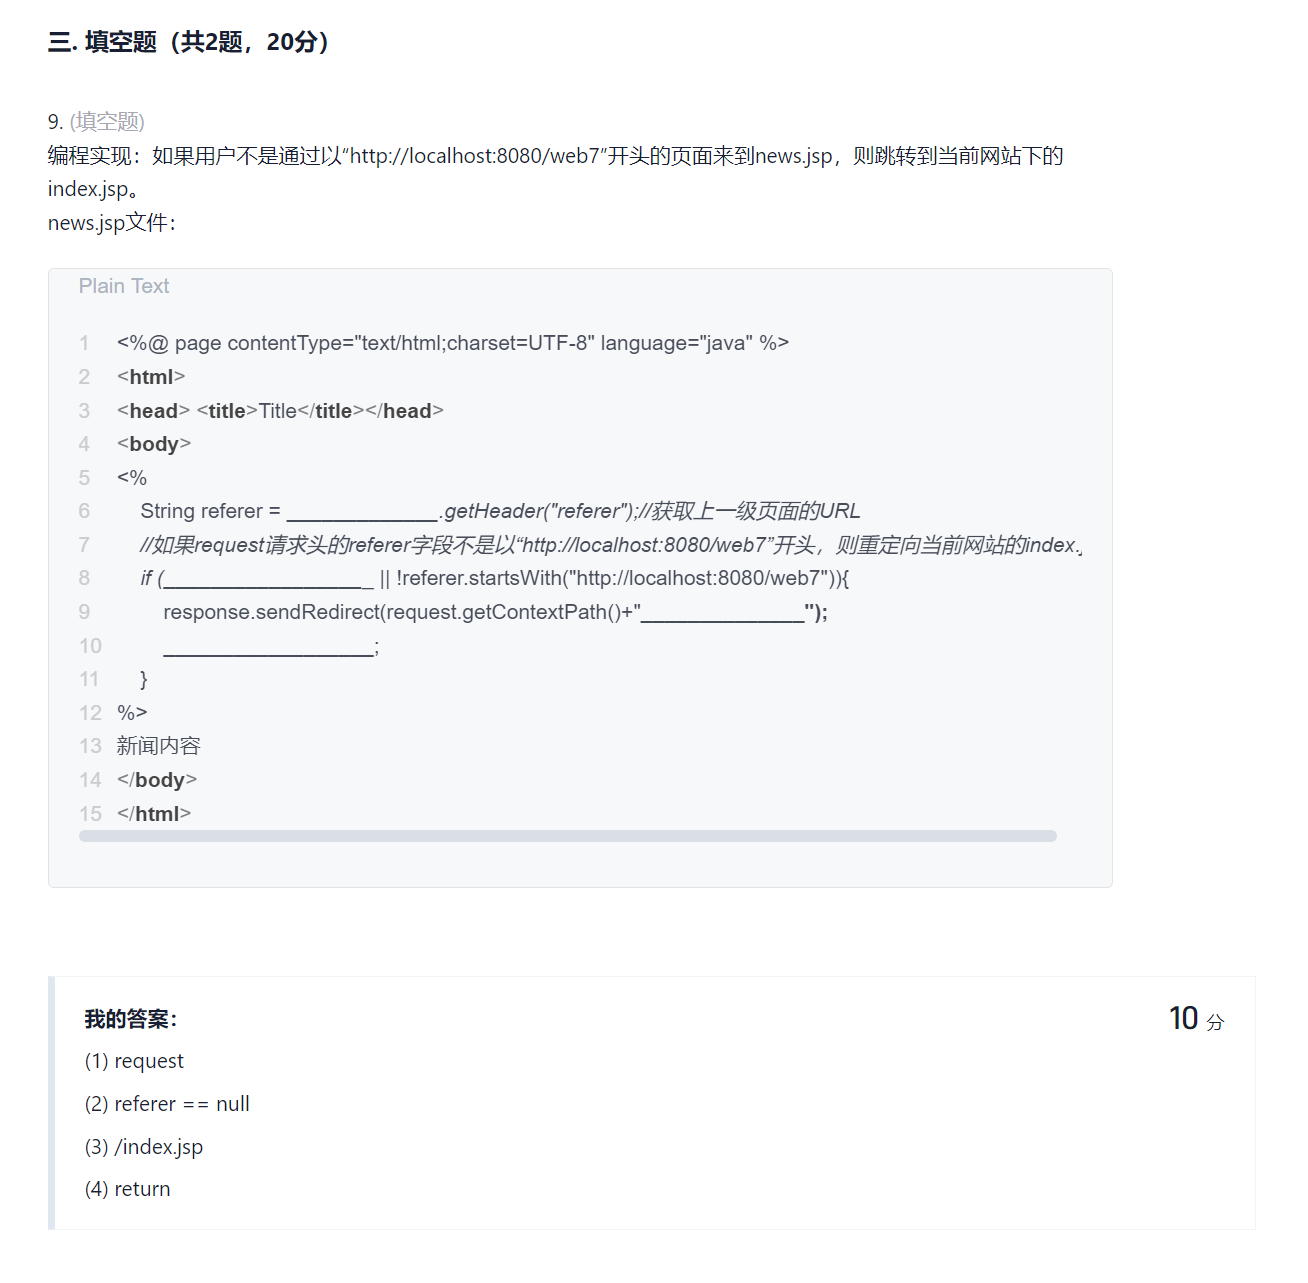 三. 填空题（共2题，20分）
9. (填空题)
编程实现：如果用户不是通过以“http://localhost:8080/web7”开头的页面来到news.jsp，则跳转到当前网站下的
index.jsp。
news.jsp文件：
Plain Text
1 <%@ page contentType="text/html;charset=UTF-8" language="java" %>
2 <html>
3 <head> <title>Title</title></head>
4 <body>
5 <%
6 String referer = _____________.getHeader("referer");//获取上一级页面的URL
7 //如果request请求头的referer字段不是以“http://localhost:8080/web7”开头，则重定向当前网站的index.
8 if (__________________ || !referer.startsWith("http://localhost:8080/web7")){
9 response.sendRedirect(request.getContextPath()+"______________");
10 __________________;
11 }
12 %>
13 新闻内容
14 </body>
15 </html>
我的答案：
10 分
(1) request
(2) referer == null
(3) /index.jsp
(4) return